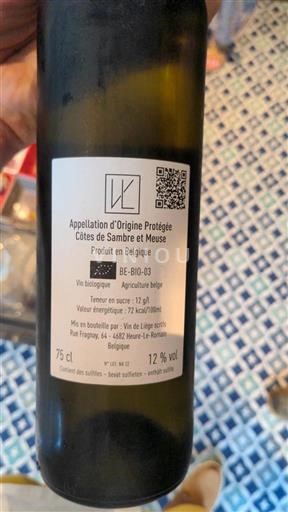 VL
Appellation d'Origine Protégée
Côtes de Sambre et Meuse
Produit en Belgique
BE-BIO-03
Vin biologique Agriculture belge
Teneur en sucre : 12 g/l
Valeur énergétique : 72 kcal/100ml
Mis en bouteille par : Vin de Liège scrlfs
Rue Fragnay, 64 - 4682 Heure-Le-Romain
Belgique
75 cl 12 % vol
N° LOT:
Contient des sulfites - bevat sulfieten - enthält sulfite